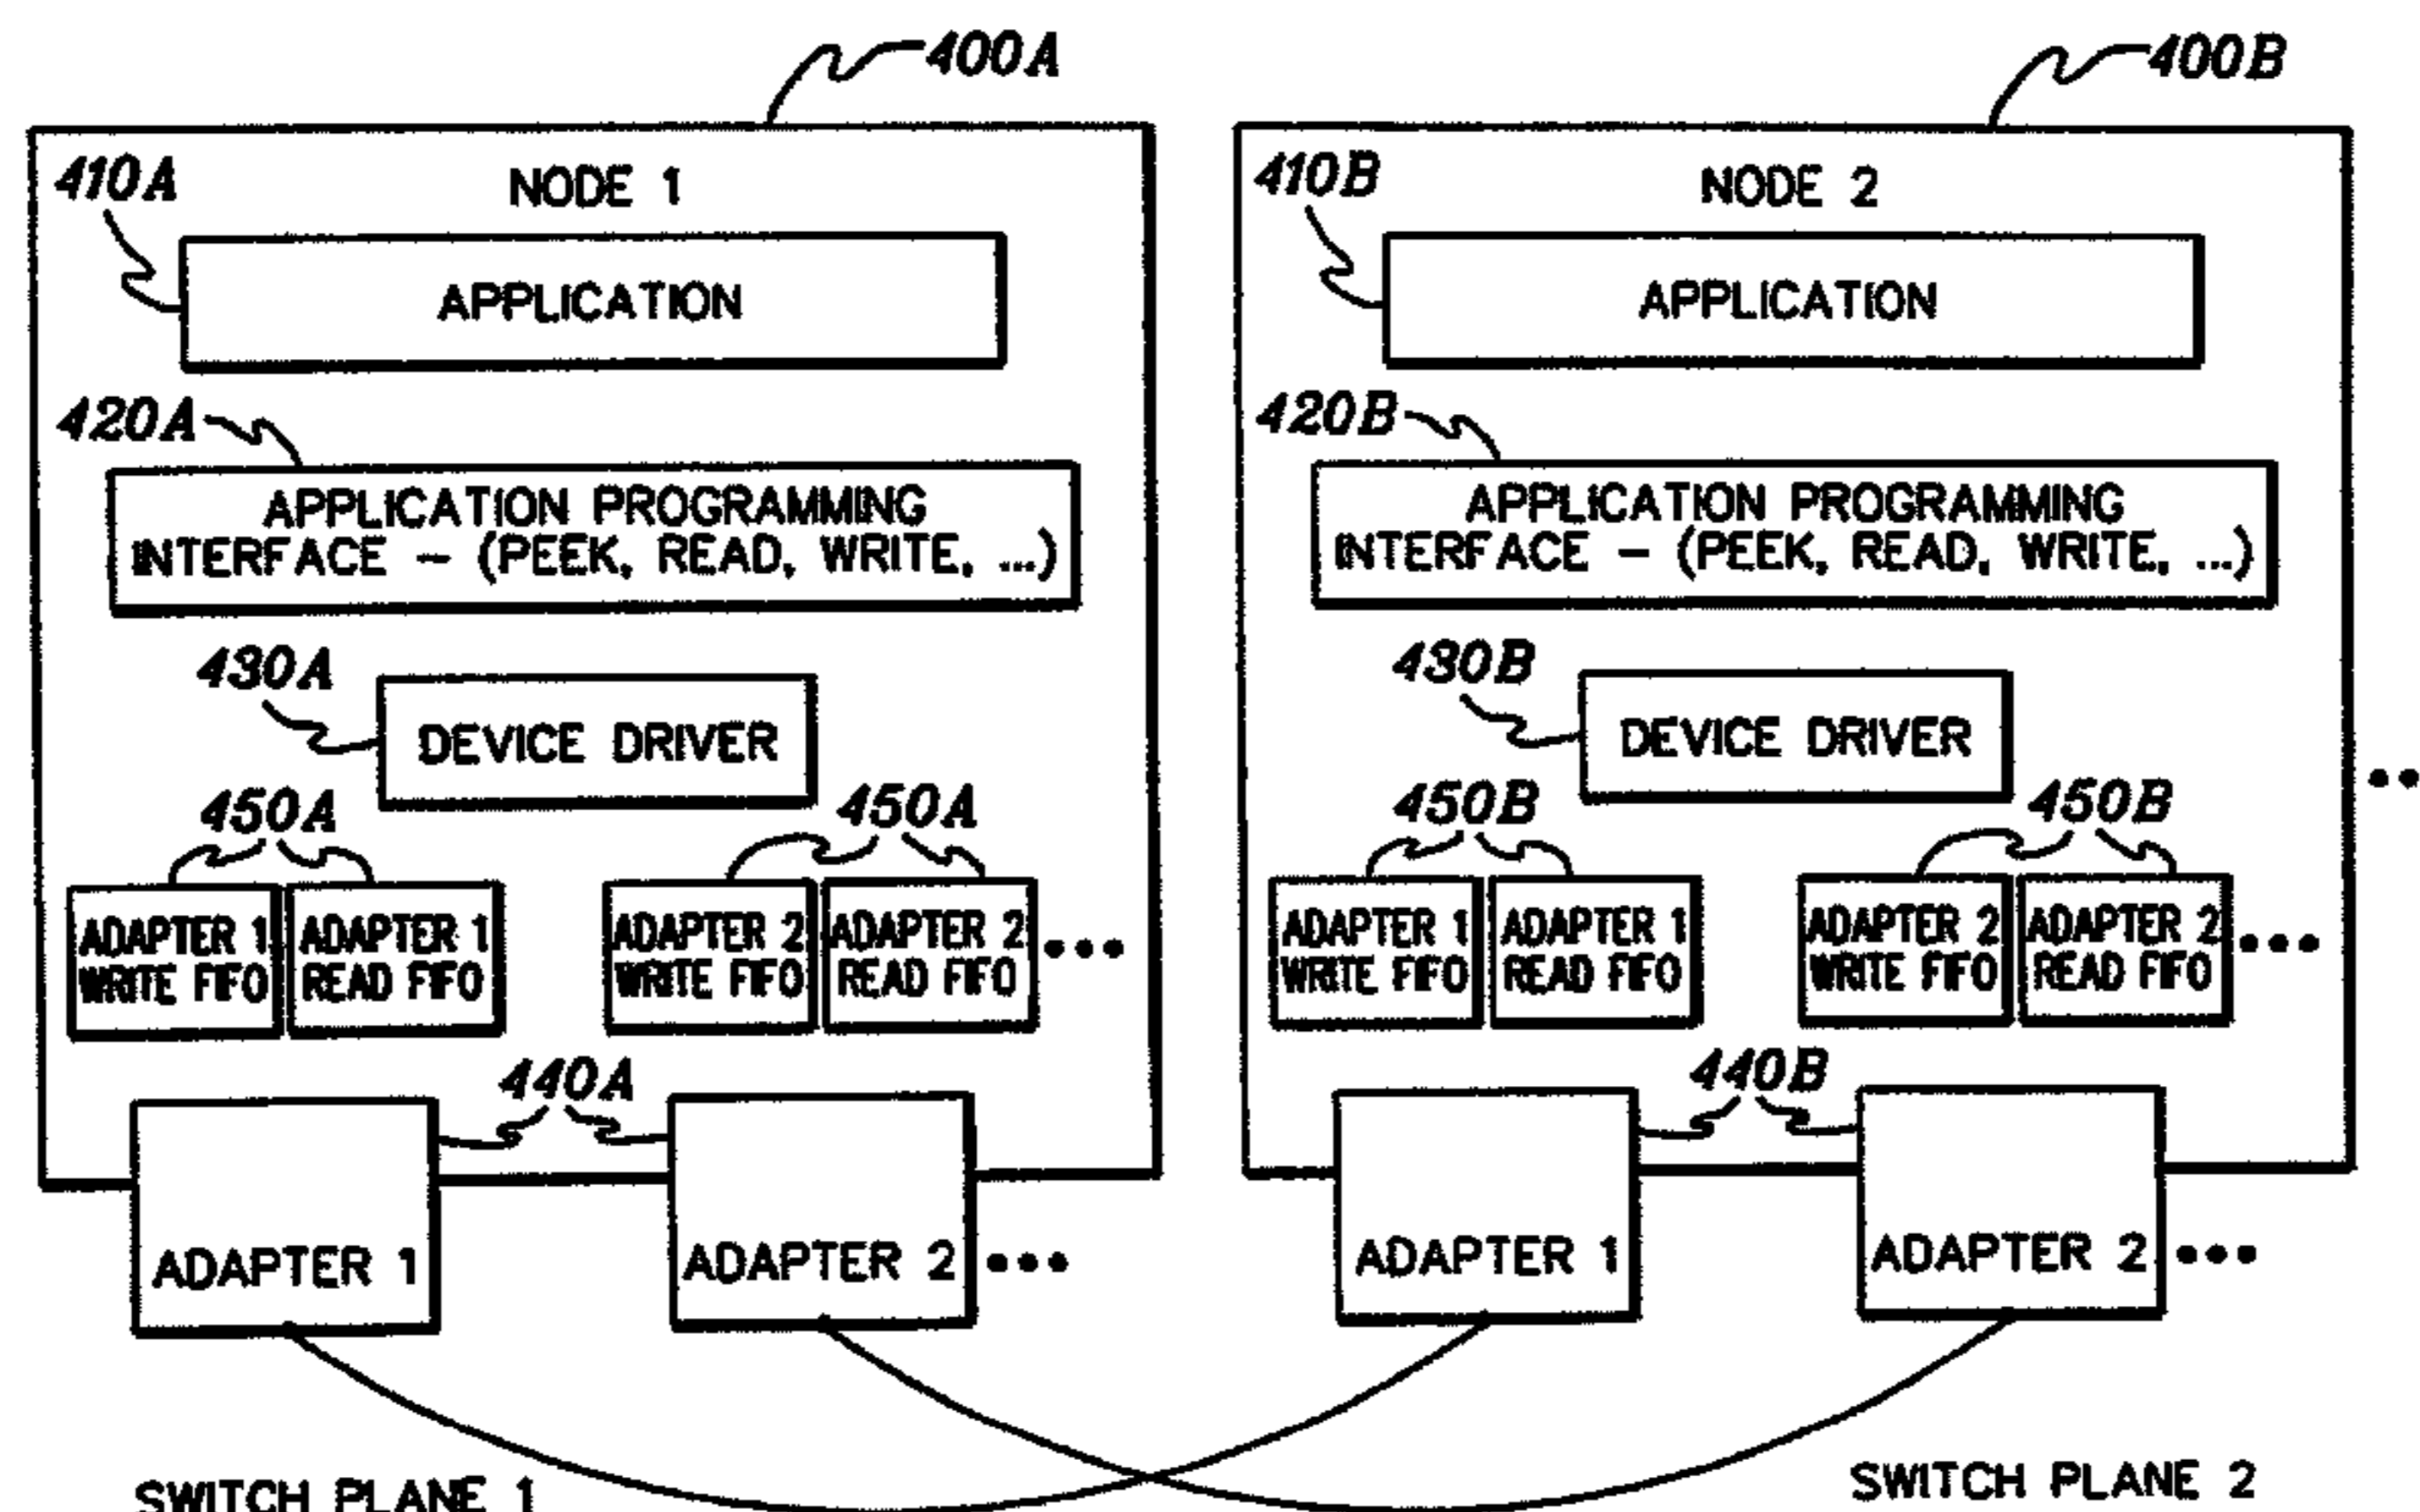 400A
400B
410A
NODE 1
APPLICATION
420A
APPLICATION PROGRAMMING
INTERFACE - (PEEK, READ, WRITE, ...)
430A
DEVICE DRIVER
450A
450A
ADAPTER 1
WRITE FIFO
ADAPTER 1
READ FIFO
ADAPTER 2
WRITE FIFO
ADAPTER 2
READ FIFO
440A
ADAPTER 1
ADAPTER 2
410B
NODE 2
APPLICATION
420B
APPLICATION PROGRAMMING
INTERFACE - (PEEK, READ, WRITE, ...)
430B
DEVICE DRIVER
450B
450B
ADAPTER 1
WRITE FIFO
ADAPTER 1
READ FIFO
ADAPTER 2
WRITE FIFO
ADAPTER 2
READ FIFO
440B
ADAPTER 1
ADAPTER 2
SWITCH PLANE 1
SWITCH PLANE 2